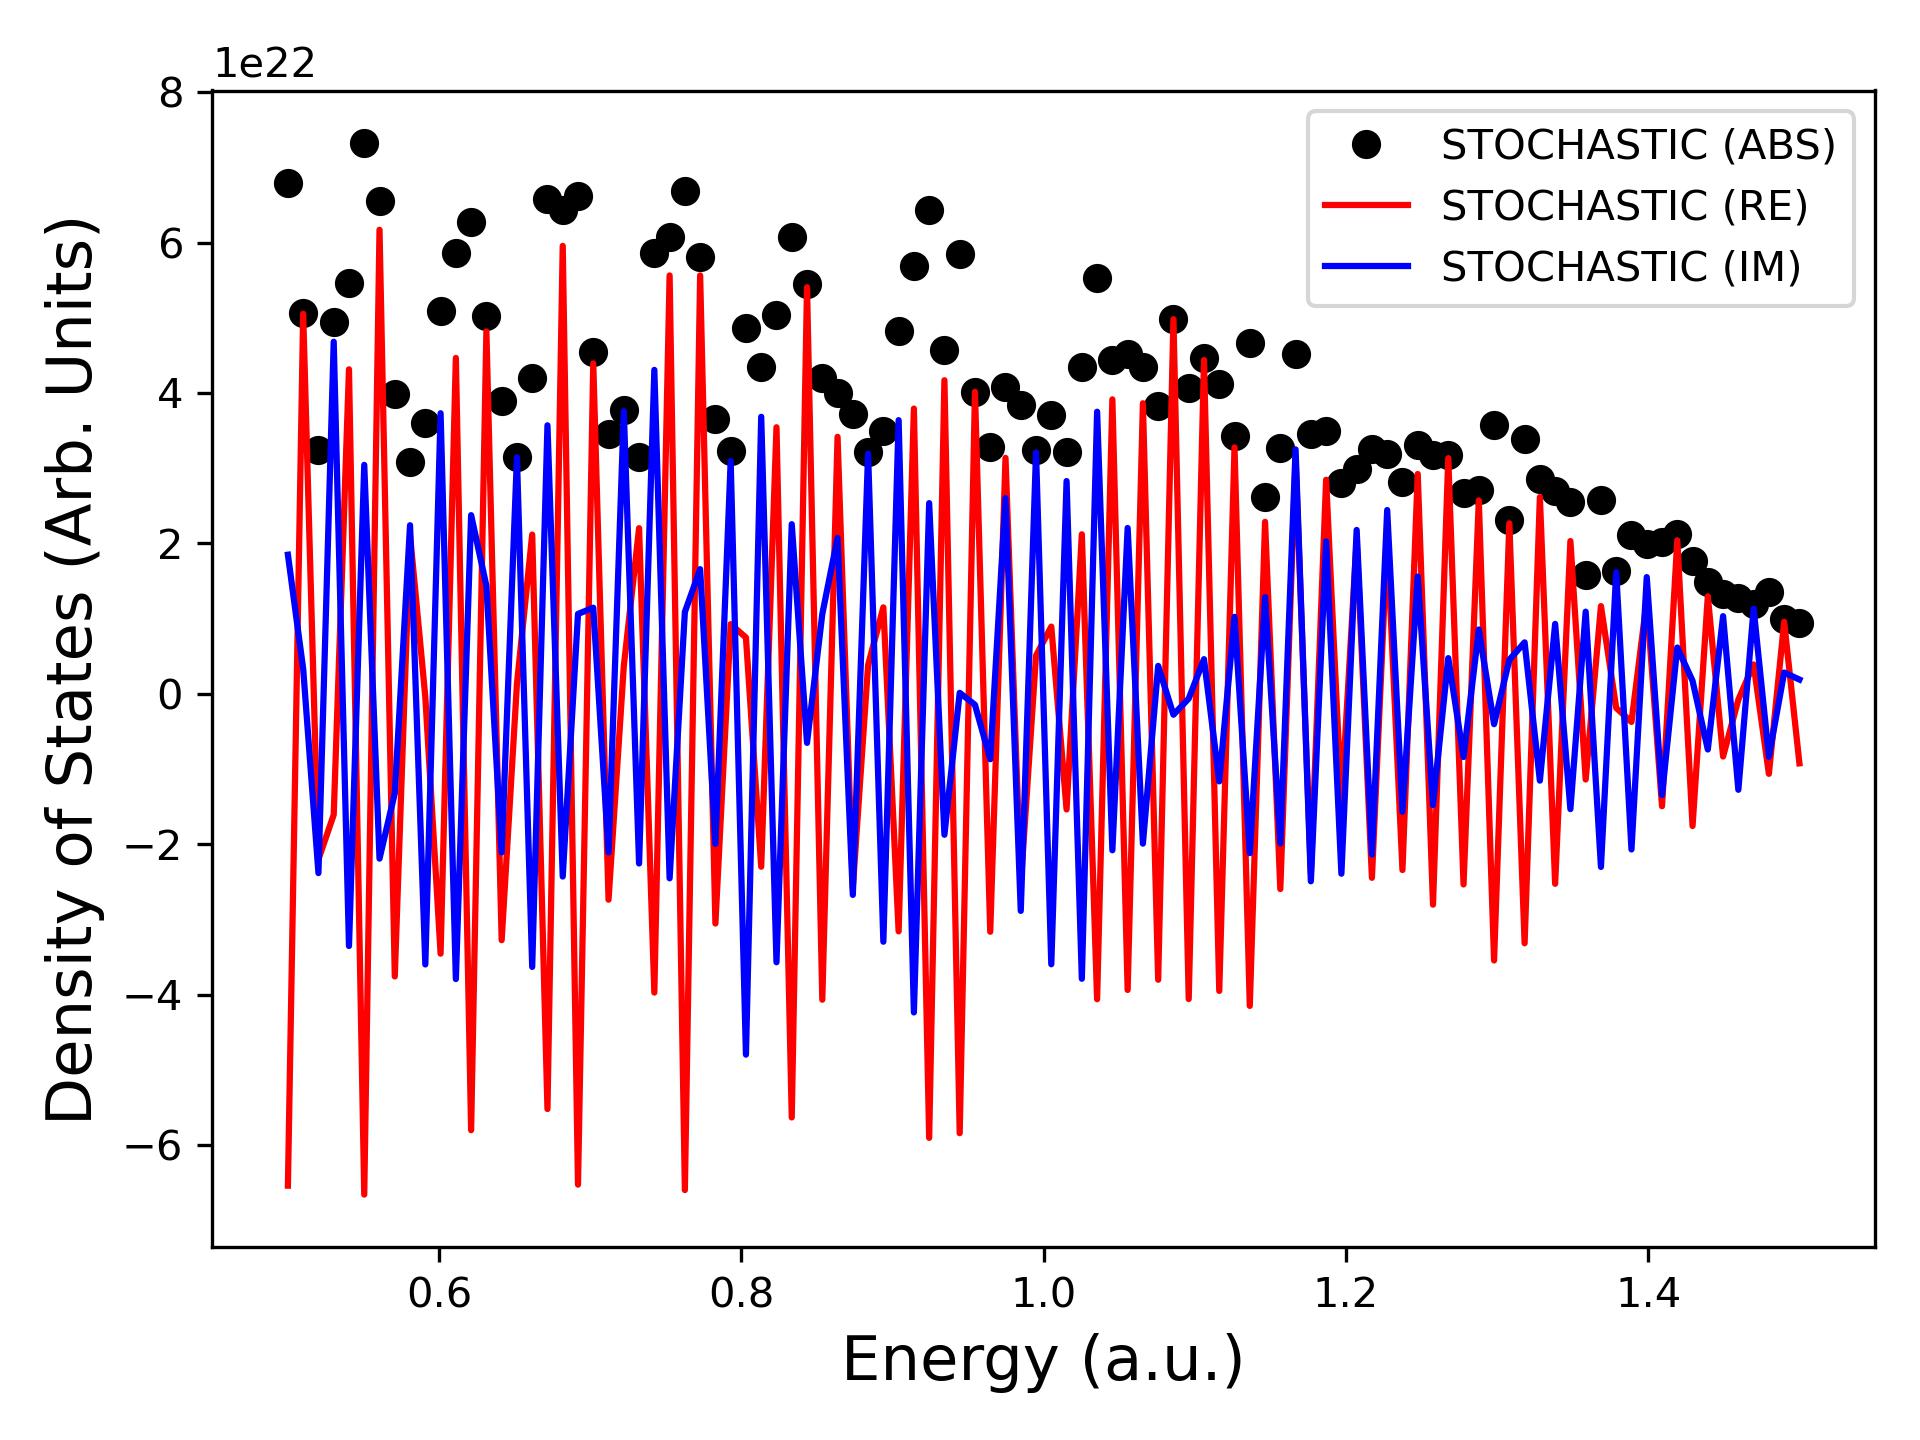 1e22
8
6
4
2
0
−2
−4
−6
Density of States (Arb. Units)
STOCHASTIC (ABS)
STOCHASTIC (RE)
STOCHASTIC (IM)
0.6 0.8 1.0 1.2 1.4
Energy (a.u.)